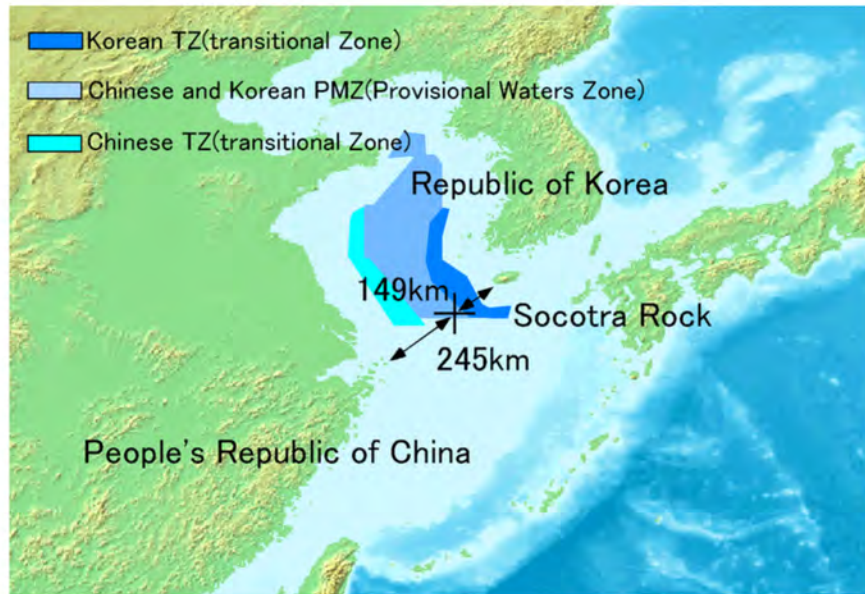 Korean TZ(transitional Zone)
Chinese and Korean PMZ(Provisional Waters Zone)
Chinese TZ(transitional Zone)
Republic of Korea
149km
Socotra Rock
245km
People's Republic of China